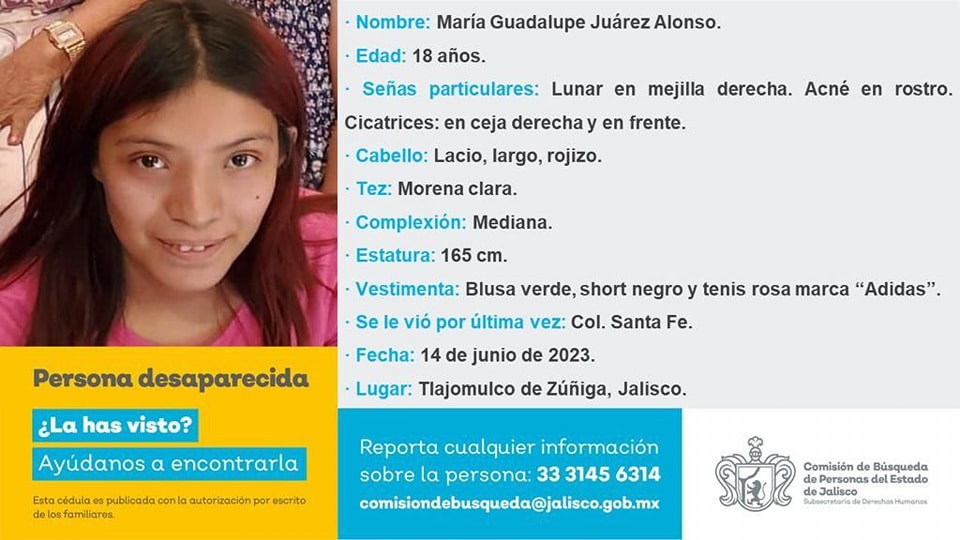 · Nombre: María Guadalupe Juárez Alonso.
· Edad: 18 años.
· Señas particulares: Lunar en mejilla derecha. Acné en rostro.
Cicatrices: en ceja derecha y en frente.
· Cabello: Lacio, largo, rojizo.
· Tez: Morena clara.
· Complexión: Mediana.
· Estatura: 165 cm.
· Vestimenta: Blusa verde, short negro y tenis rosa marca “Adidas”.
· Se le vió por última vez: Col. Santa Fe.
· Fecha: 14 de junio de 2023.
· Lugar: Tlajomulco de Zúñiga, Jalisco.
Persona desaparecida
¿La has visto?
Ayúdanos a encontrarla
Esta cédula es publicada con la autorización por escrito
de los familiares.
Reporta cualquier información
sobre la persona: 33 3145 6314
comisiondebusqueda@jalisco.gob.mx
Comisión de Búsqueda
de Personas del Estado
de Jalisco
Subsecretaría de Derechos Humanos